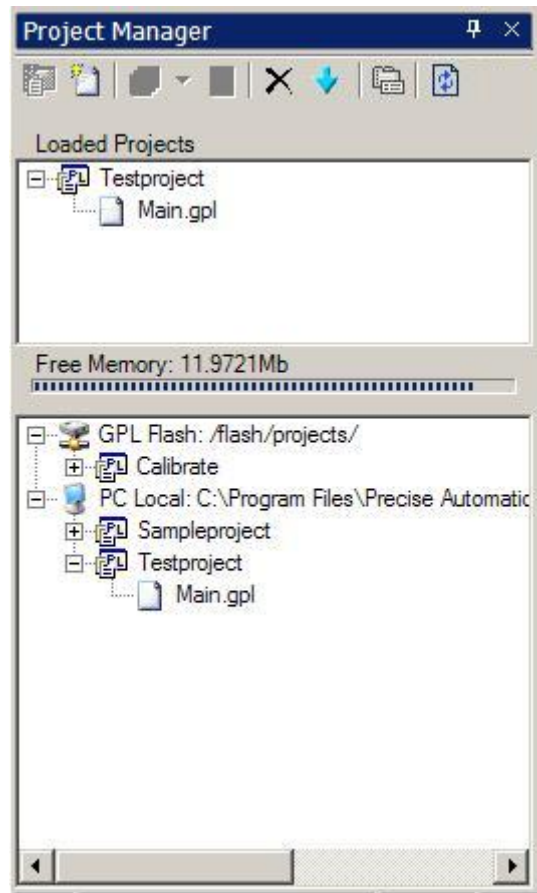 Project Manager
Loaded Projects
Testproject
Main.gpl
Free Memory: 11.9721Mb
GPL Flash: /flash/projects/
Calibrate
PC Local: C:\Program Files\Precise Automatic
Sampleproject
Testproject
Main.gpl